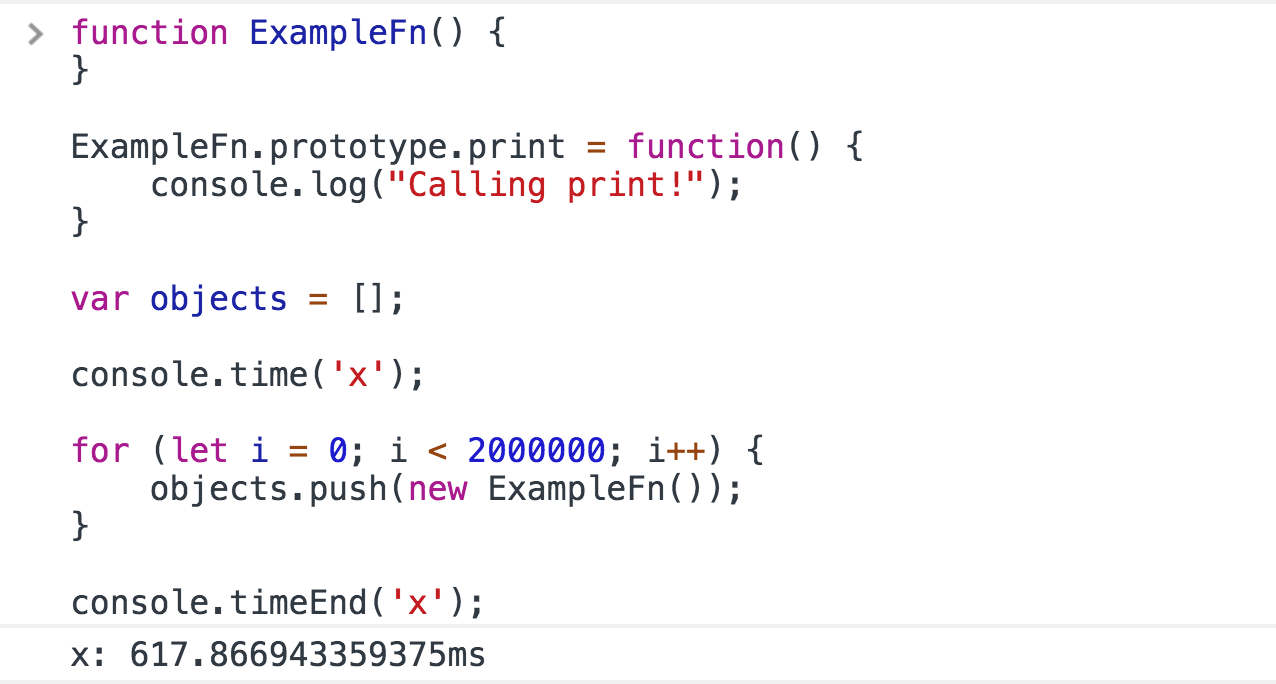 function ExampleFn() {
}
ExampleFn.prototype.print = function() {
    console.log("Calling print!");
}
var objects = [];
console.time('x');
for (let i = 0; i < 2000000; i++) {
    objects.push(new ExampleFn());
}
console.timeEnd('x');
x: 617.866943359375ms